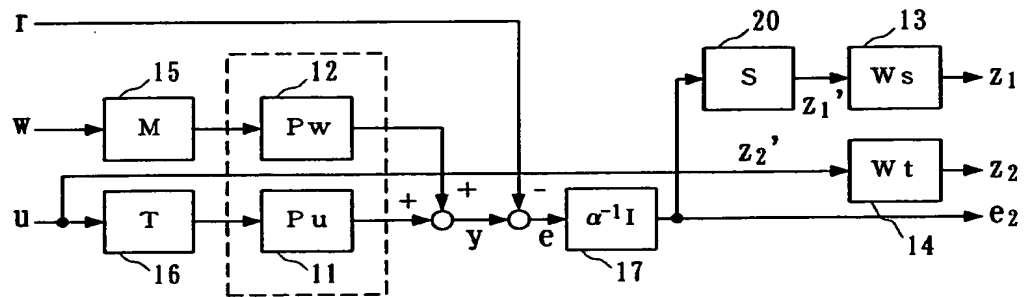 r
20
13
15
12
S
Ws
z1
z1'
w
M
Pw
z2'
Wt
z2
+
-
u
T
Pu
+
y
e
α-1I
e2
16
11
17
14